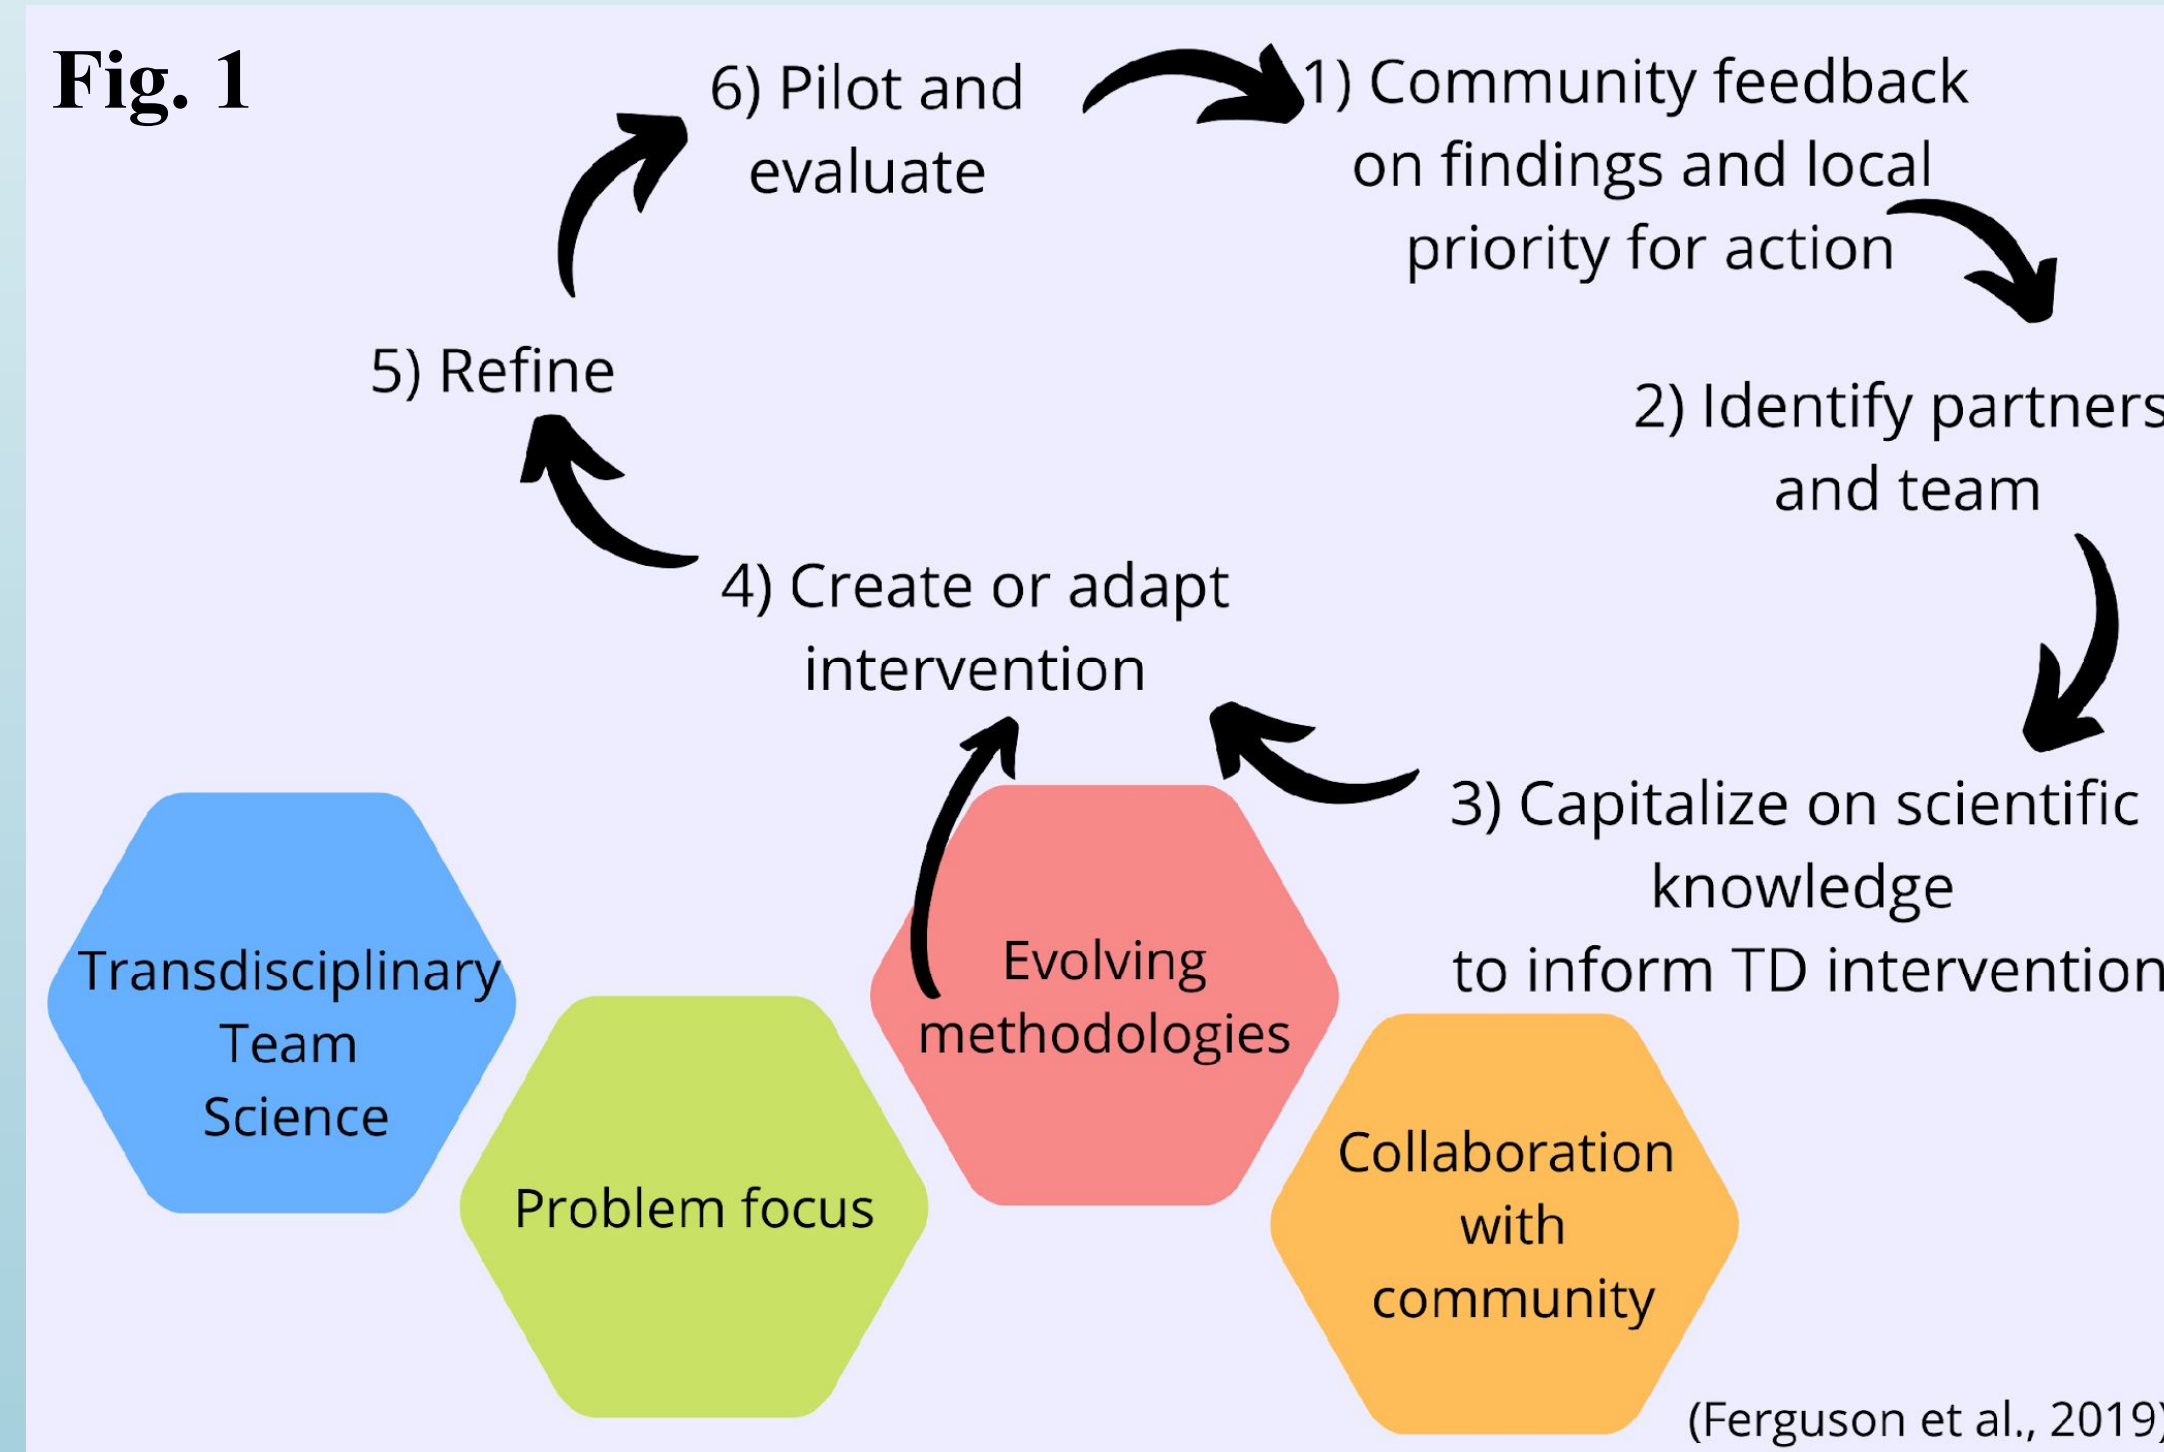 Fig. 1
6) Pilot and
evaluate
1) Community feedback
on findings and local
priority for action
2) Identify partners
and team
3) Capitalize on scientific
knowledge
to inform TD intervention
4) Create or adapt
intervention
5) Refine
Transdisciplinary
Team
Science
Problem focus
Evolving
methodologies
Collaboration
with
community
(Ferguson et al., 2019)